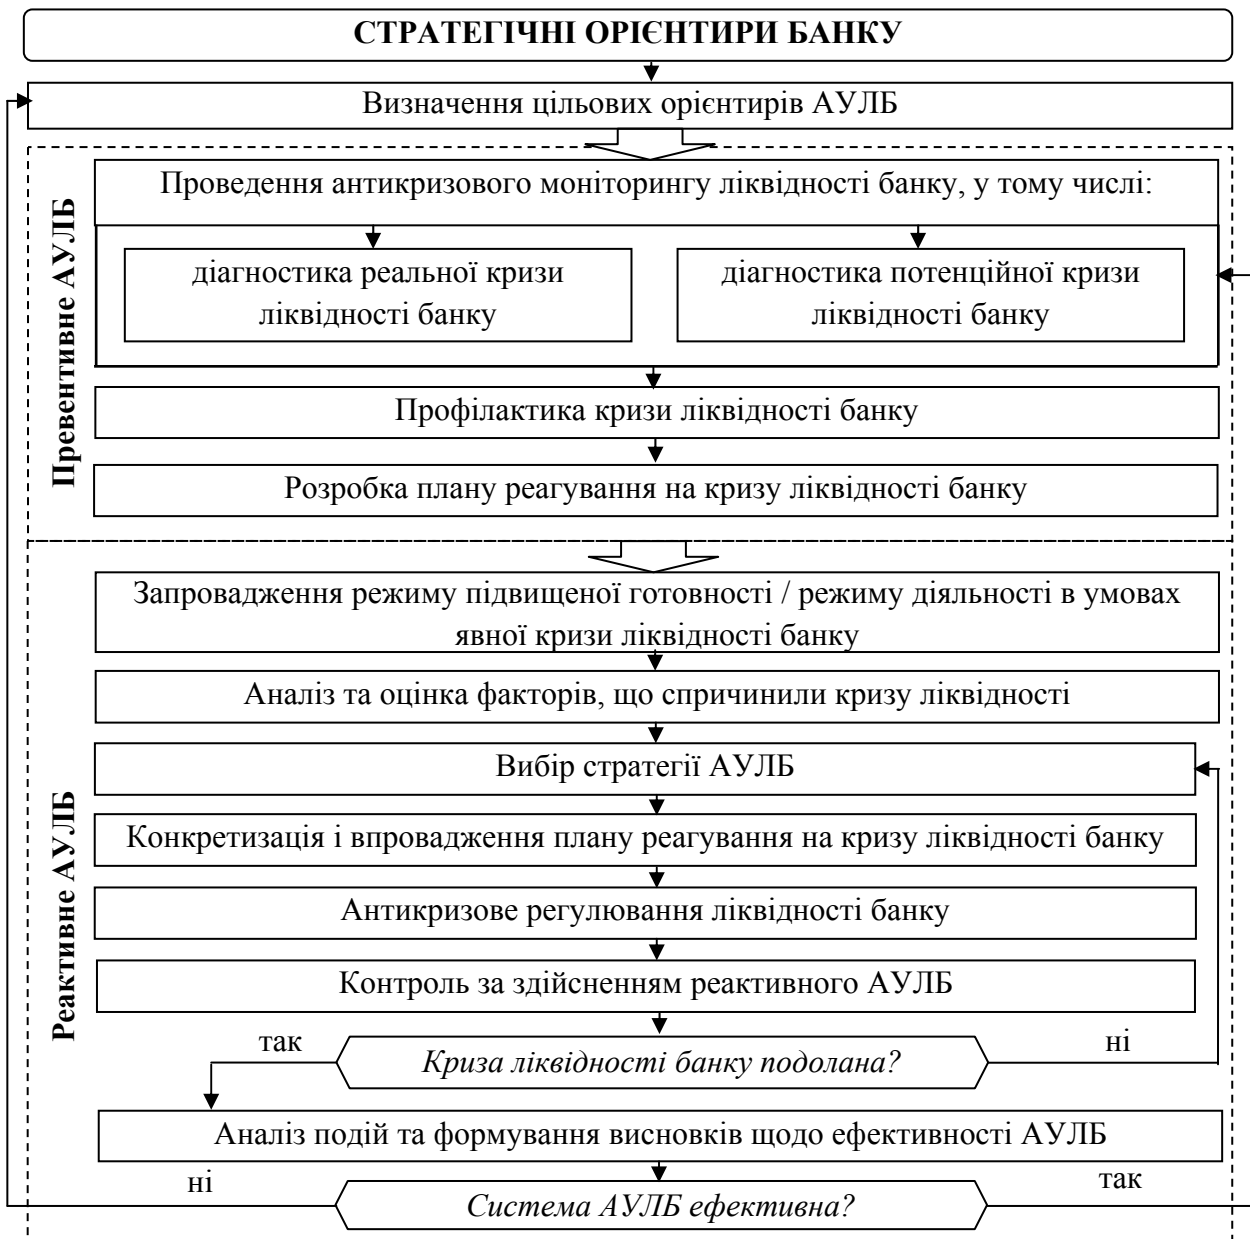 СТРАТЕГІЧНІ ОРІЄНТИРИ БАНКУ
Визначення цільових орієнтирів АУЛБ
Превентивне АУЛБ
Проведення антикризового моніторингу ліквідності банку, у тому числі:
діагностика реальної кризи
ліквідності банку
діагностика потенційної кризи
ліквідності банку
Профілактика кризи ліквідності банку
Розробка плану реагування на кризу ліквідності банку
Реактивне АУЛБ
Запровадження режиму підвищеної готовності / режиму діяльності в умовах
явної кризи ліквідності банку
Аналіз та оцінка факторів, що спричинили кризу ліквідності
Вибір стратегії АУЛБ
Конкретизація і впровадження плану реагування на кризу ліквідності банку
Антикризове регулювання ліквідності банку
Контроль за здійсненням реактивного АУЛБ
так
Криза ліквідності банку подолана?
ні
Аналіз подій та формування висновків щодо ефективності АУЛБ
ні
Система АУЛБ ефективна?
так